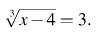 ∛(x − 4) = 3.